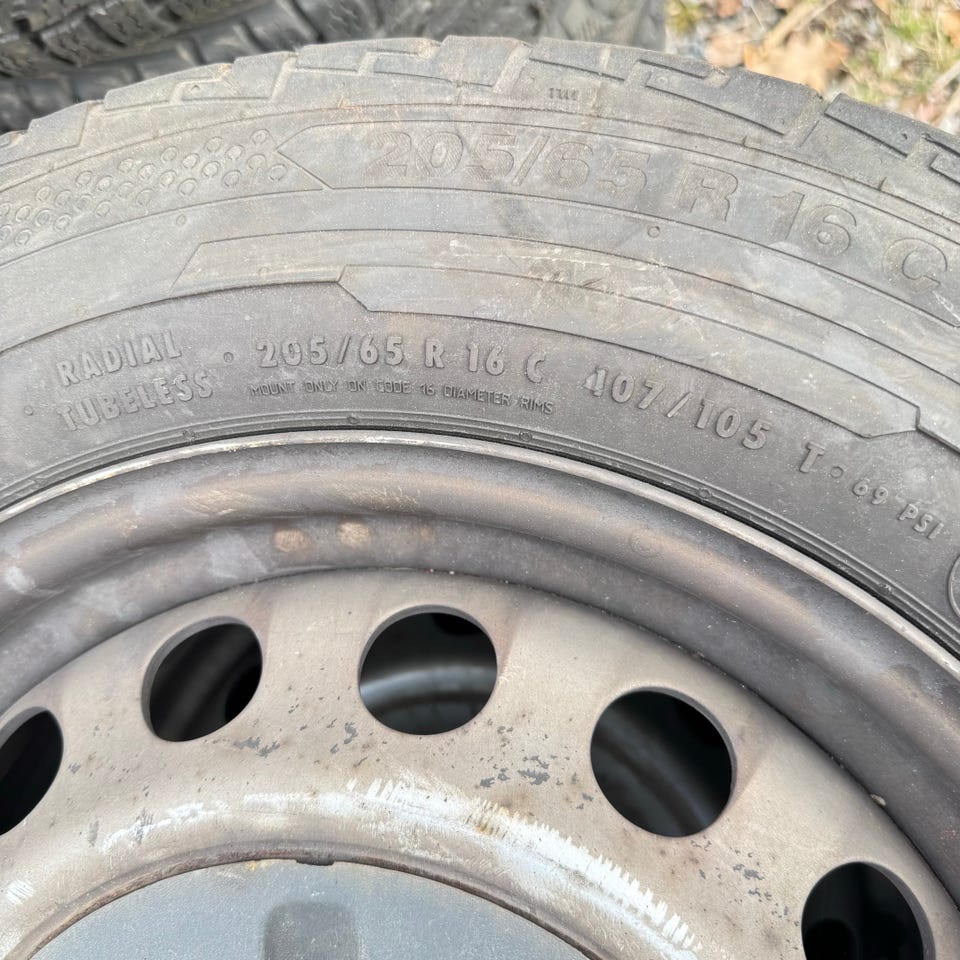 TWI
205/65 R 16 C
RADIAL
TUBELESS
205/65 R 16 C 107/105 T · 69 PSI
MOUNT ONLY ON CODE 16 DIAMETER RIMS